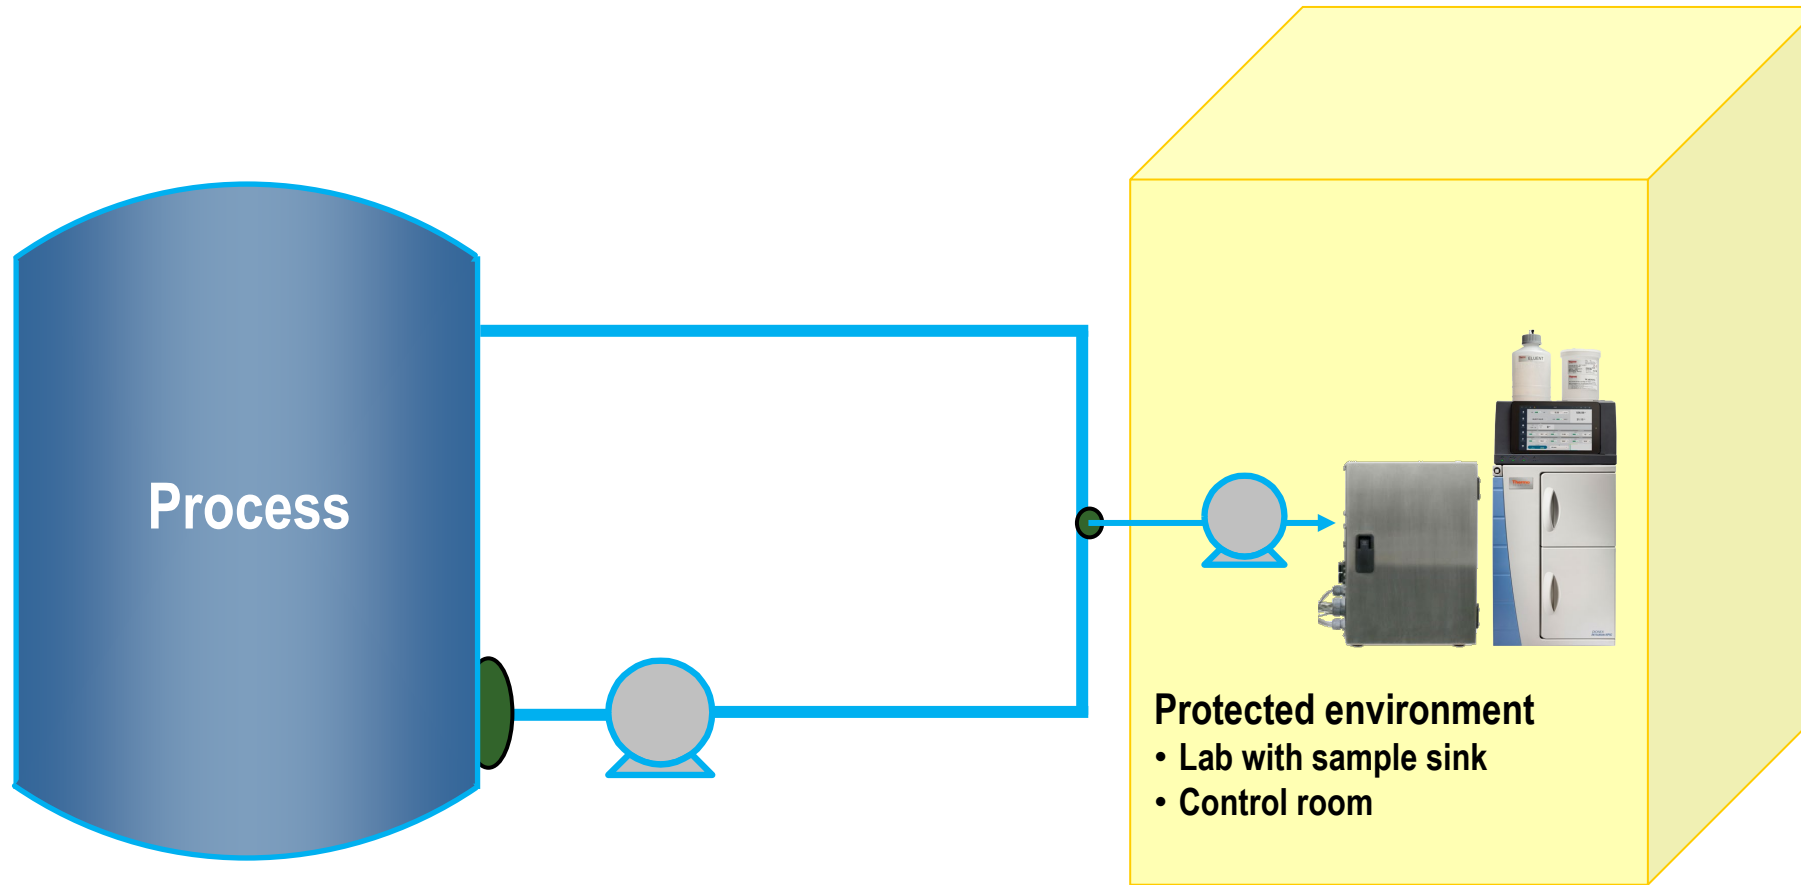 Process
Protected environment
• Lab with sample sink
• Control room